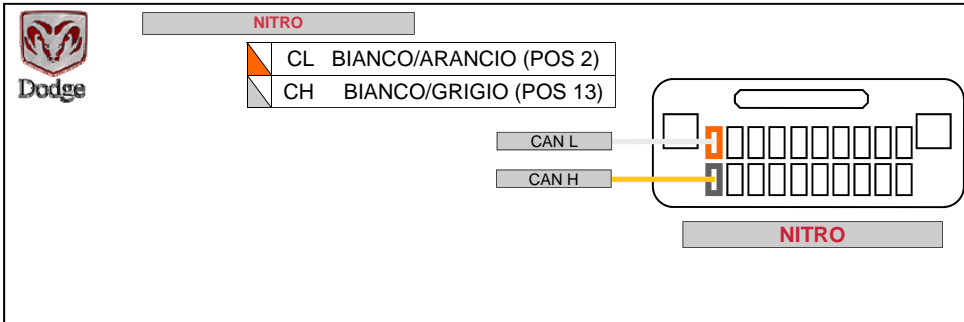 NITRO
CL BIANCO/ARANCIO (POS 2)
CH BIANCO/GRIGIO (POS 13)
Dodge
CAN L
CAN H
NITRO